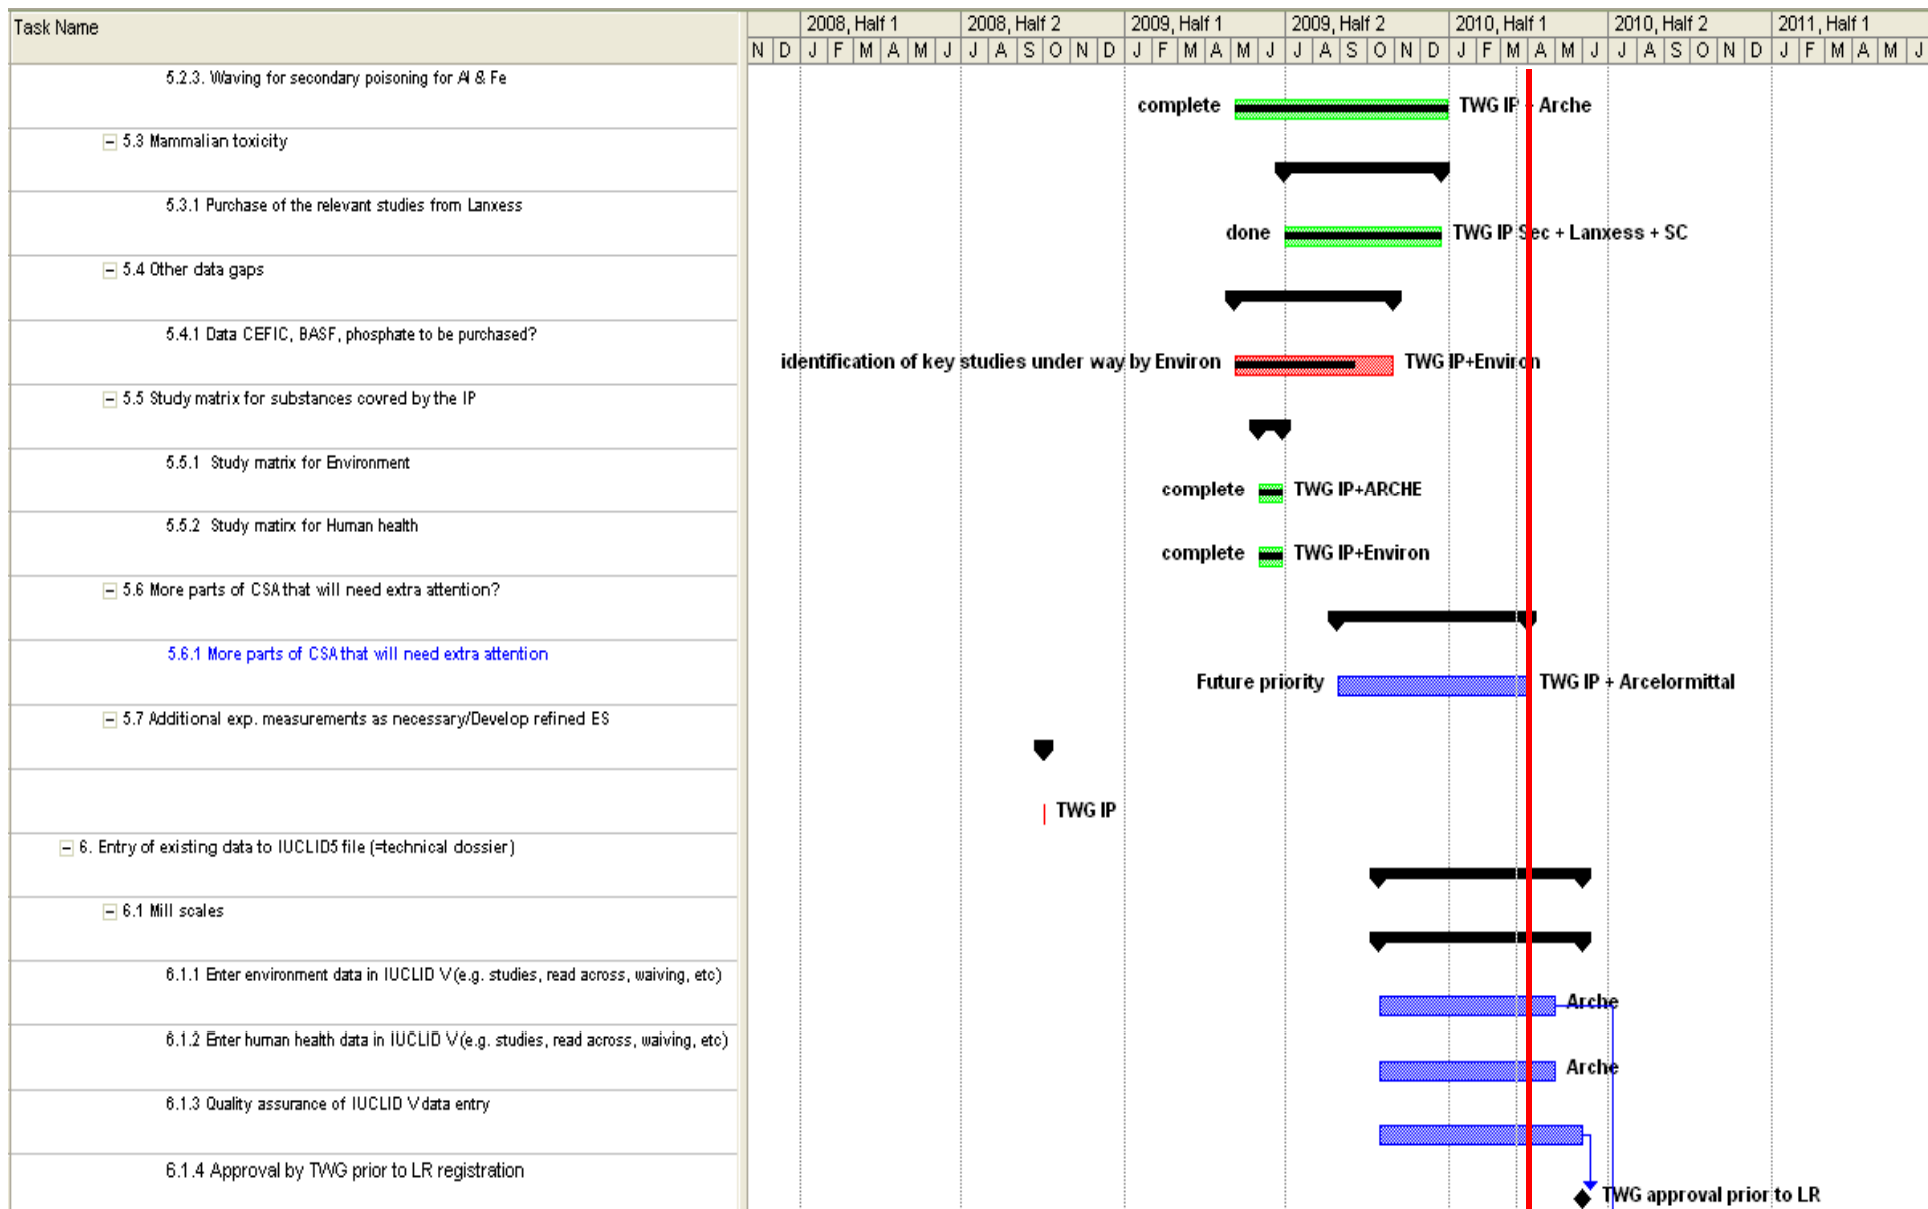 Task Name
2008, Half 1 2008, Half 2 2009, Half 1 2009, Half 2 2010, Half 1 2010, Half 2 2011, Half 1
N D J F M A M J J A S O N D J F M A M J J A S O N D J F M A M J J A S O N D J F M A M J
5.2.3. Waving for secondary poisoning for Al & Fe
complete TWG IP + Arche
5.3 Mammalian toxicity
5.3.1 Purchase of the relevant studies from Lanxess
done TWG IP Sec + Lanxess + SC
5.4 Other data gaps
5.4.1 Data CEFIC, BASF, phosphate to be purchased?
identification of key studies under way by Environ TWG IP+Environ
5.5 Study matrix for substances covred by the IP
5.5.1 Study matrix for Environment
complete TWG IP+ARCHE
5.5.2 Study matirx for Human health
complete TWG IP+Environ
5.6 More parts of CSA that will need extra attention?
5.6.1 More parts of CSA that will need extra attention
Future priority TWG IP + Arcelormittal
5.7 Additional exp. measurements as necessary/Develop refined ES
TWG IP
6. Entry of existing data to IUCLID5 file (=technical dossier)
6.1 Mill scales
6.1.1 Enter environment data in IUCLID V (e.g. studies, read across, waiving, etc)
Arche
6.1.2 Enter human health data in IUCLID V (e.g. studies, read across, waiving, etc)
Arche
6.1.3 Quality assurance of IUCLID V data entry
6.1.4 Approval by TWG prior to LR registration
TWG approval prior to LR